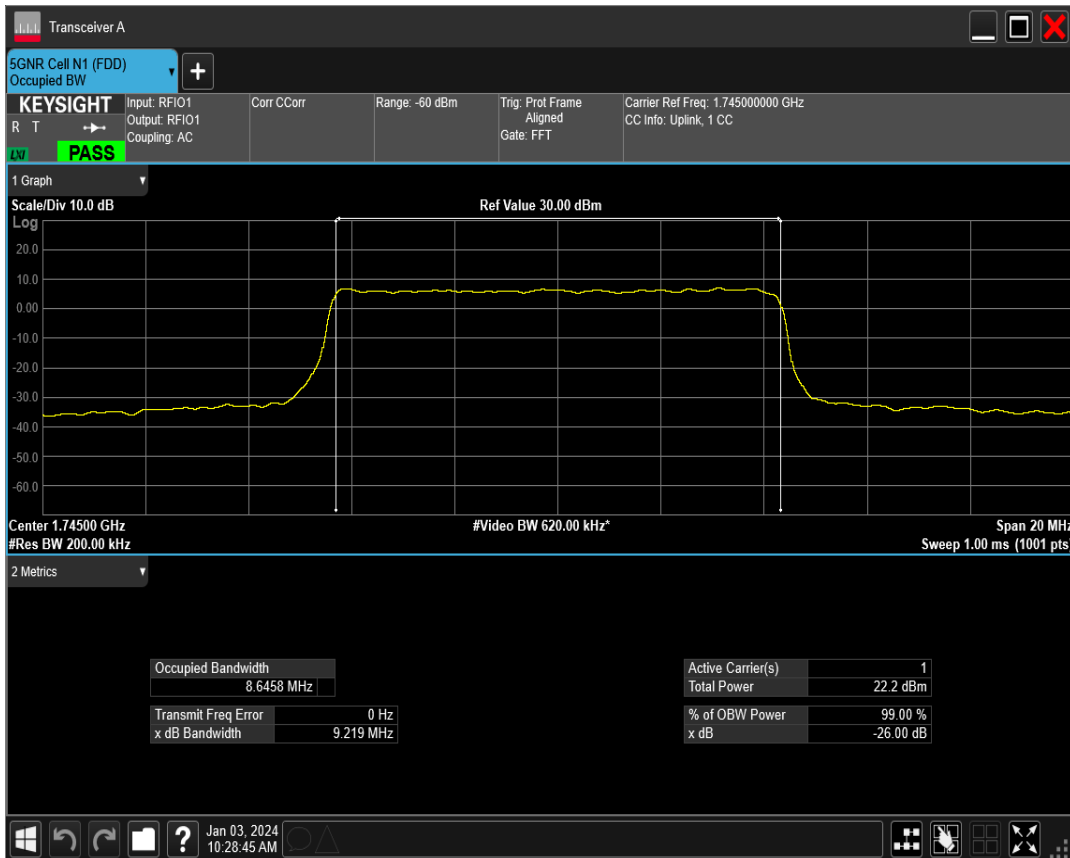 Transceiver A
5GNR Cell N1 (FDD)
Occupied BW
+
KEYSIGHT
R T
LXI
PASS
Input: RFIO1
Output: RFIO1
Coupling: AC
Corr CCorr
Range: -60 dBm
Trig: Prot Frame
Aligned
Gate: FFT
Carrier Ref Freq: 1.745000000 GHz
CC Info: Uplink, 1 CC
1 Graph
Scale/Div 10.0 dB
Ref Value 30.00 dBm
Log
20.0
10.0
0.00
-10.0
-20.0
-30.0
-40.0
-50.0
-60.0
Center 1.74500 GHz
#Video BW 620.00 kHz*
Span 20 MHz
#Res BW 200.00 kHz
Sweep 1.00 ms (1001 pts)
2 Metrics
Occupied Bandwidth
8.6458 MHz
Transmit Freq Error 0 Hz
x dB Bandwidth 9.219 MHz
Active Carrier(s) 1
Total Power 22.2 dBm
% of OBW Power 99.00 %
x dB -26.00 dB
?
Jan 03, 2024
10:28:45 AM